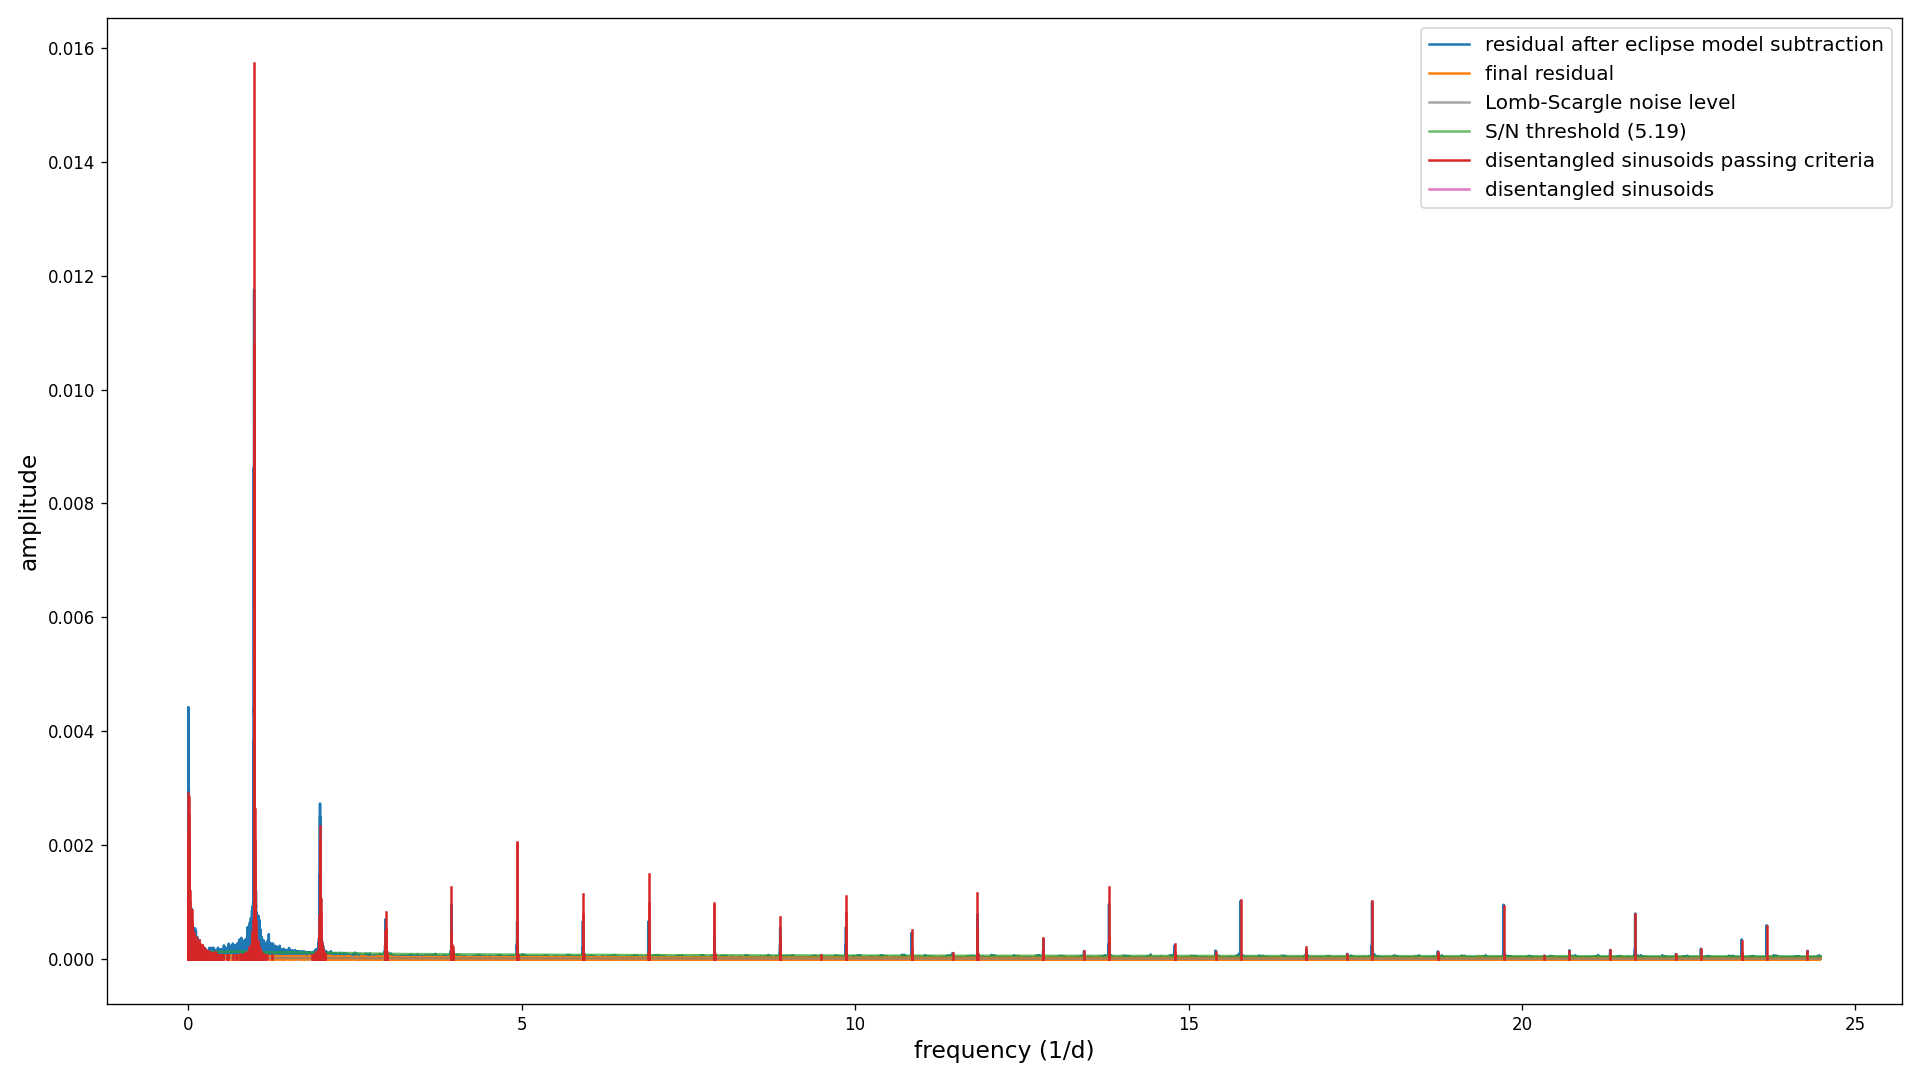 residual after eclipse model subtraction
final residual
Lomb-Scargle noise level
S/N threshold (5.19)
disentangled sinusoids passing criteria
disentangled sinusoids
0.016
0.014
0.012
0.010
0.008
0.006
0.004
0.002
0.000
amplitude
0 5 10 15 20 25
frequency (1/d)